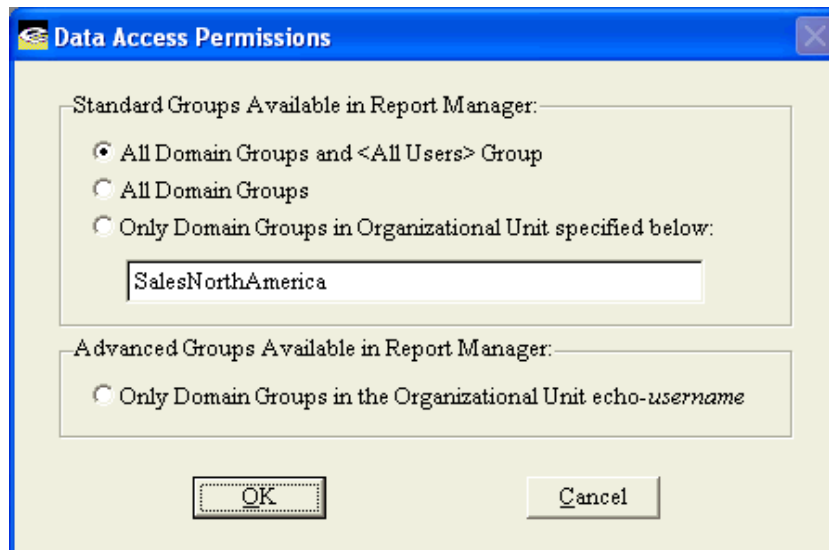 Data Access Permissions
Standard Groups Available in Report Manager:
All Domain Groups and <All Users> Group
All Domain Groups
Only Domain Groups in Organizational Unit specified below:
SalesNorthAmerica
Advanced Groups Available in Report Manager:
Only Domain Groups in the Organizational Unit echo-username
OK Cancel